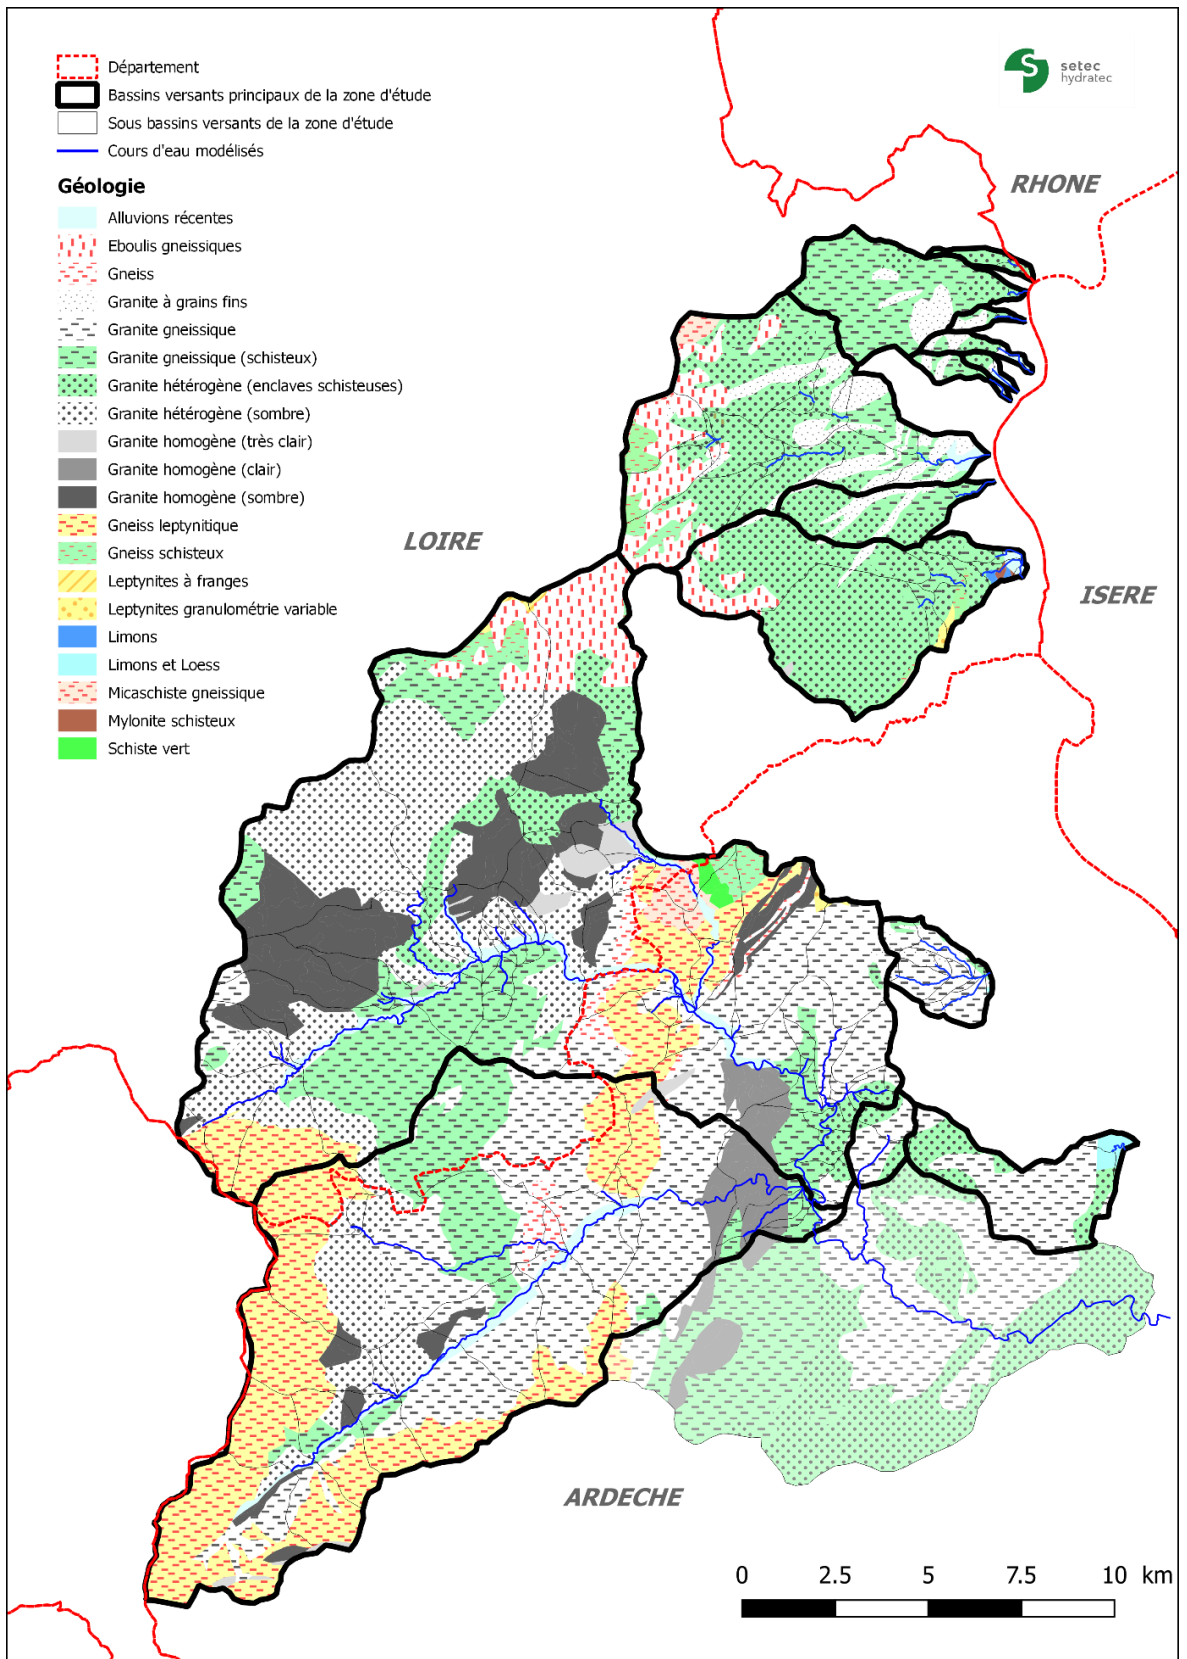 Département
Bassins versants principaux de la zone d'étude
Sous bassins versants de la zone d'étude
Cours d'eau modélisés
Géologie
Alluvions récentes
Eboulis gneissiques
Gneiss
Granite à grains fins
Granite gneissique
Granite gneissique (schisteux)
Granite hétérogène (enclaves schisteuses)
Granite hétérogène (sombre)
Granite homogène (très clair)
Granite homogène (clair)
Granite homogène (sombre)
Gneiss leptynitique
Gneiss schisteux
Leptynites à franges
Leptynites granulométrie variable
Limons
Limons et Loess
Micaschiste gneissique
Mylonite schisteux
Schiste vert
S
setec
hydratec
RHONE
LOIRE
ISERE
ARDECHE
0 2.5 5 7.5 10 km